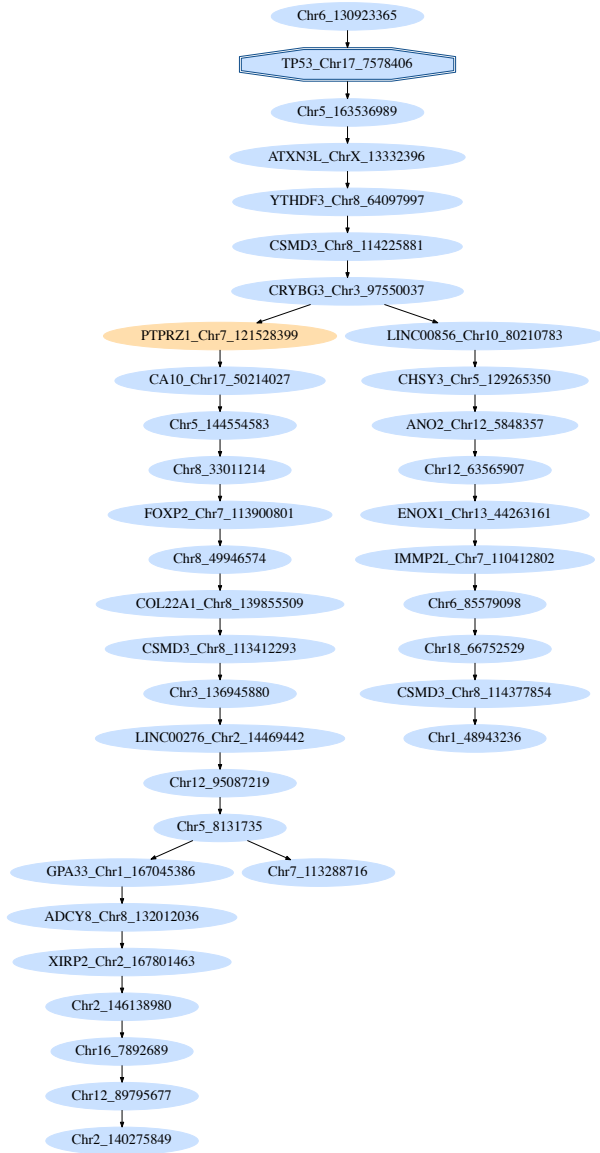 Chr6_130923365
TP53_Chr17_7578406
Chr5_163536989
ATXN3L_ChrX_13332396
YTHDF3_Chr8_64097997
CSMD3_Chr8_114225881
CRYBG3_Chr3_97550037
PTPRZ1_Chr7_121528399
LINC00856_Chr10_80210783
CA10_Chr17_50214027
CHSY3_Chr5_129265350
Chr5_144554583
ANO2_Chr12_5848357
Chr8_33011214
Chr12_63565907
FOXP2_Chr7_113900801
ENOX1_Chr13_44263161
Chr8_49946574
IMMP2L_Chr7_110412802
COL22A1_Chr8_139855509
Chr6_85579098
CSMD3_Chr8_113412293
Chr18_66752529
Chr3_136945880
CSMD3_Chr8_114377854
LINC00276_Chr2_14469442
Chr1_48943236
Chr12_95087219
Chr5_8131735
GPA33_Chr1_167045386
Chr7_113288716
ADCY8_Chr8_132012036
XIRP2_Chr2_167801463
Chr2_146138980
Chr16_7892689
Chr12_89795677
Chr2_140275849